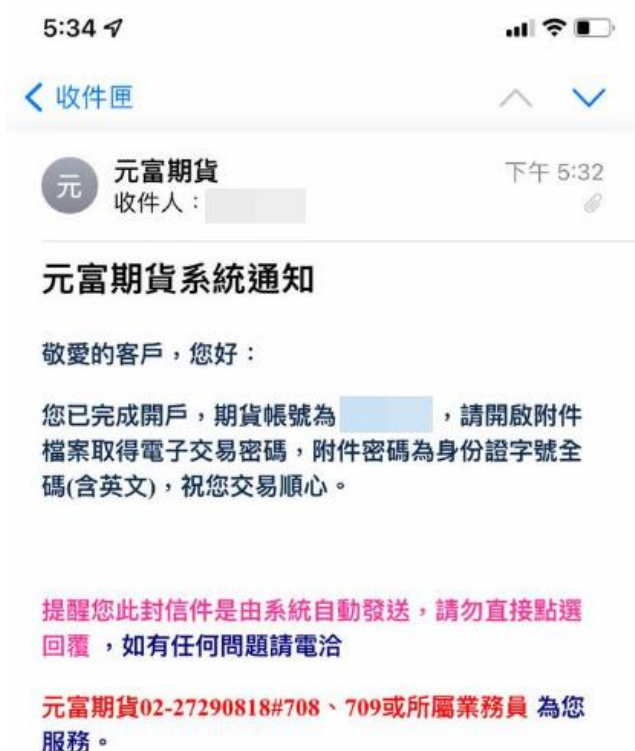 5:34
收件匣
元
元富期貨
下午 5:32
收件人：
元富期貨系統通知
敬愛的客戶，您好：
您已完成開戶，期貨帳號為 ，請開啟附件
檔案取得電子交易密碼，附件密碼為身份證字號全
碼(含英文)，祝您交易順心。
提醒您此封信件是由系統自動發送，請勿直接點選
回覆 ，如有任何問題請電洽
元富期貨02-27290818#708、709或所屬業務員 為您
服務。